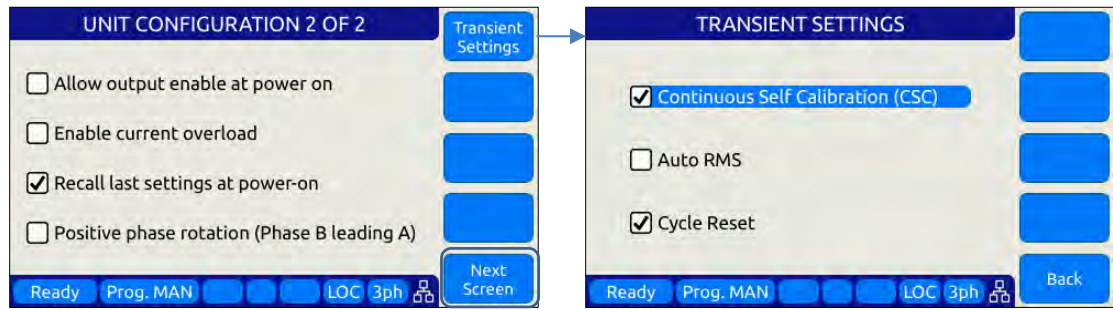 UNIT CONFIGURATION 2 OF 2
Transient
Settings
Allow output enable at power on
Enable current overload
Recall last settings at power-on
Positive phase rotation (Phase B leading A)
Next
Screen
Ready Prog. MAN LOC 3ph
TRANSIENT SETTINGS
Continuous Self Calibration (CSC)
Auto RMS
Cycle Reset
Back
Ready Prog. MAN LOC 3ph